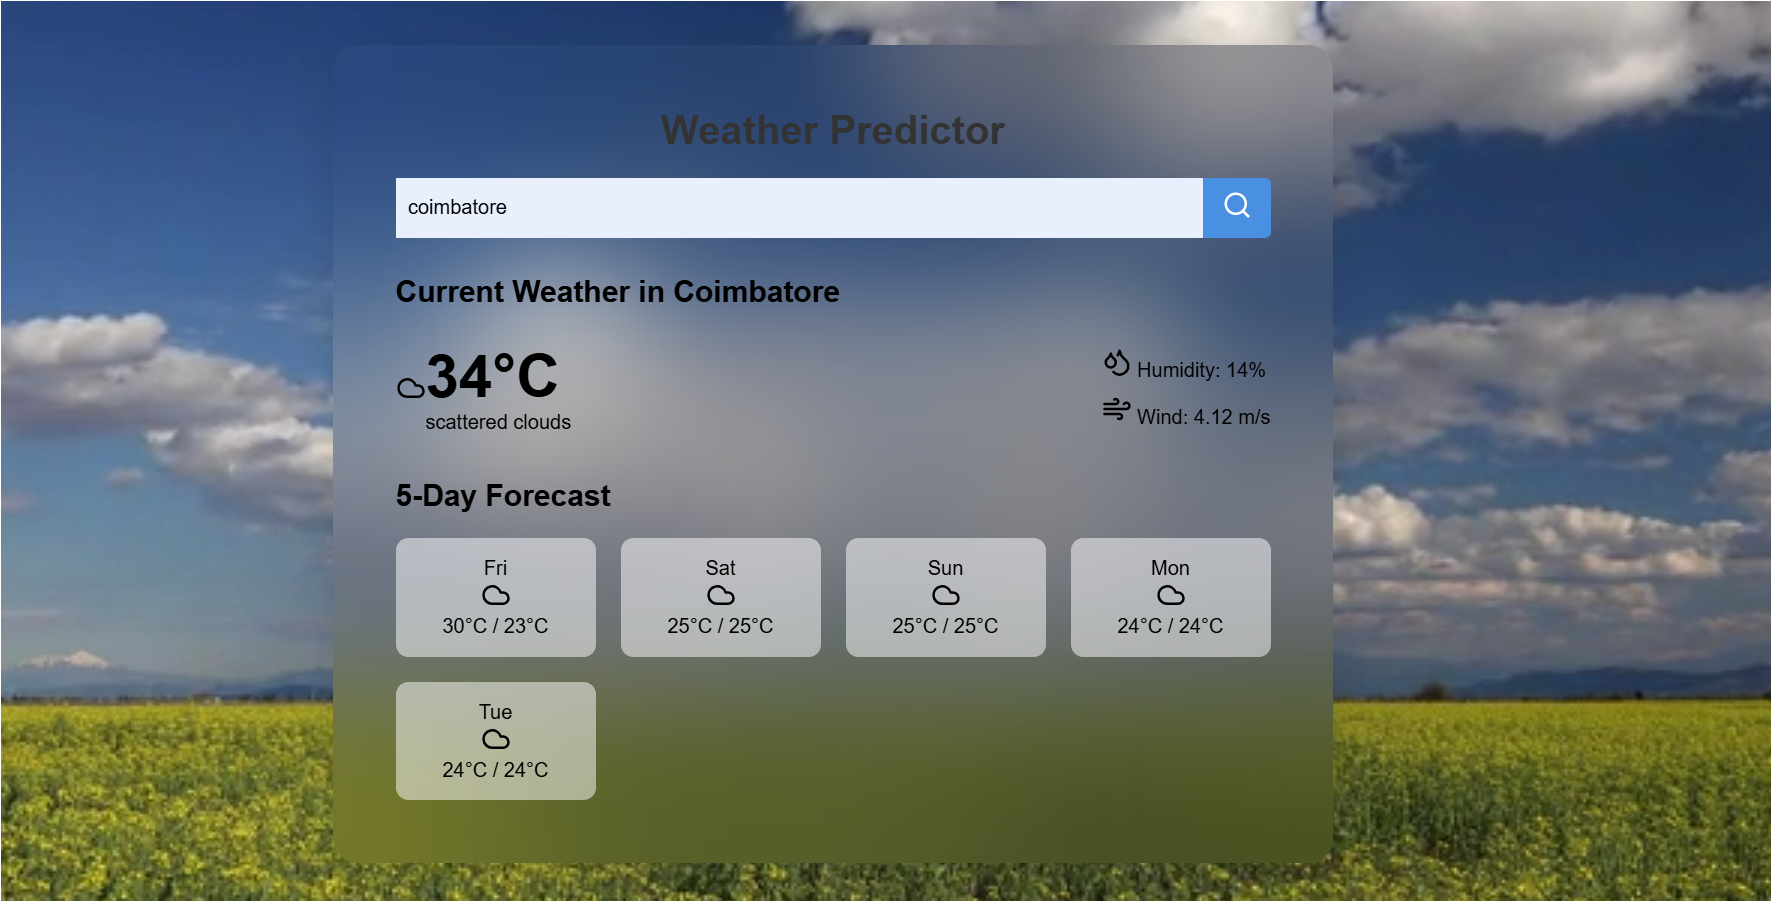 Weather Predictor
coimbatore
Current Weather in Coimbatore
34°C
scattered clouds
Humidity: 14%
Wind: 4.12 m/s
5-Day Forecast
Fri
30°C / 23°C
Sat
25°C / 25°C
Sun
25°C / 25°C
Mon
24°C / 24°C
Tue
24°C / 24°C